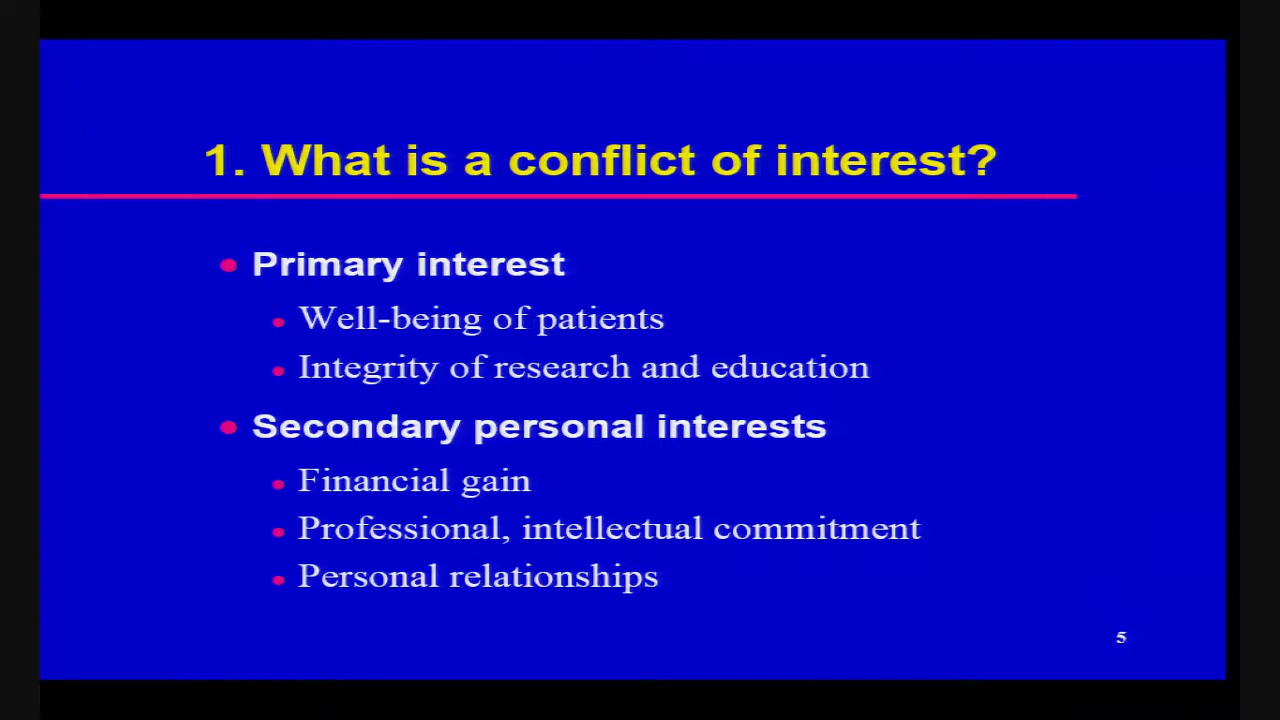 1. What is a conflict of interest?
Primary interest
Well-being of patients
Integrity of research and education
Secondary personal interests
Financial gain
Professional, intellectual commitment
Personal relationships
5